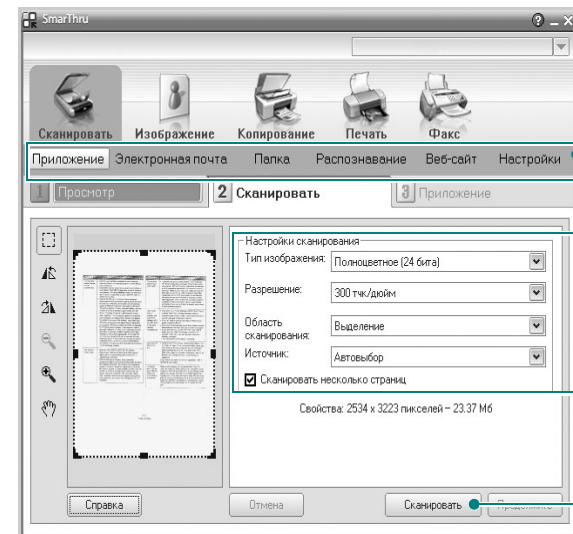 SmarThru
Сканировать Изображение Копирование Печать Факс
Приложение Электронная почта Папка Распознавание Веб-сайт Настройки
1 Просмотр 2 Сканировать 3 Приложение
Настройки сканирования
Тип изображения: Полноцветное (24 бита)
Разрешение: 300 тчк/дюйм
Область сканирования: Выделение
Источник: Автовыбор
Сканировать несколько страниц
Свойства: 2534 x 3223 пикселей – 23.37 Мб
Справка Отмена Сканировать